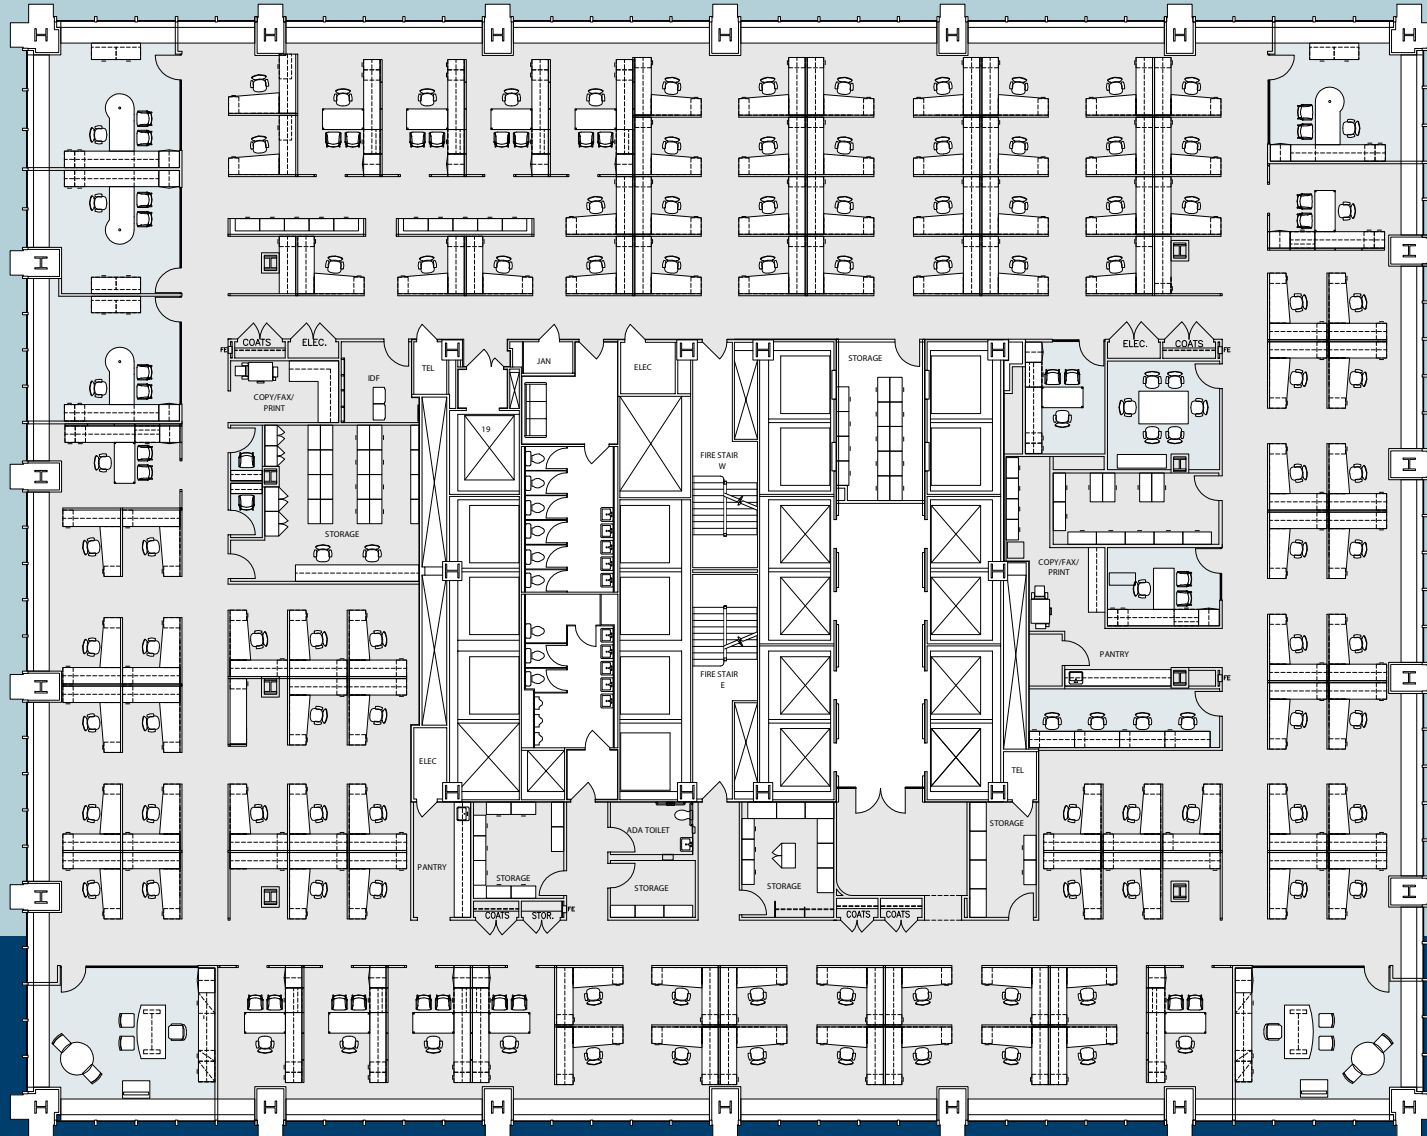 H
H
H
H
H
H
H
COATS
ELEC.
JAN
ELEC
STORAGE
ELEC.
COATS
FE
FE
TEL
IDF
COPY/FAX/
PRINT
19
FIRE STAIR
W
STORAGE
COPY/FAX/
PRINT
PANTRY
FE
FIRE STAIR
E
ELEC
TEL
PANTRY
STORAGE
ADA TOILET
STORAGE
STORAGE
STORAGE
COATS
STOR.
FE
COATS
COATS
H
H
H
H
H
H
H